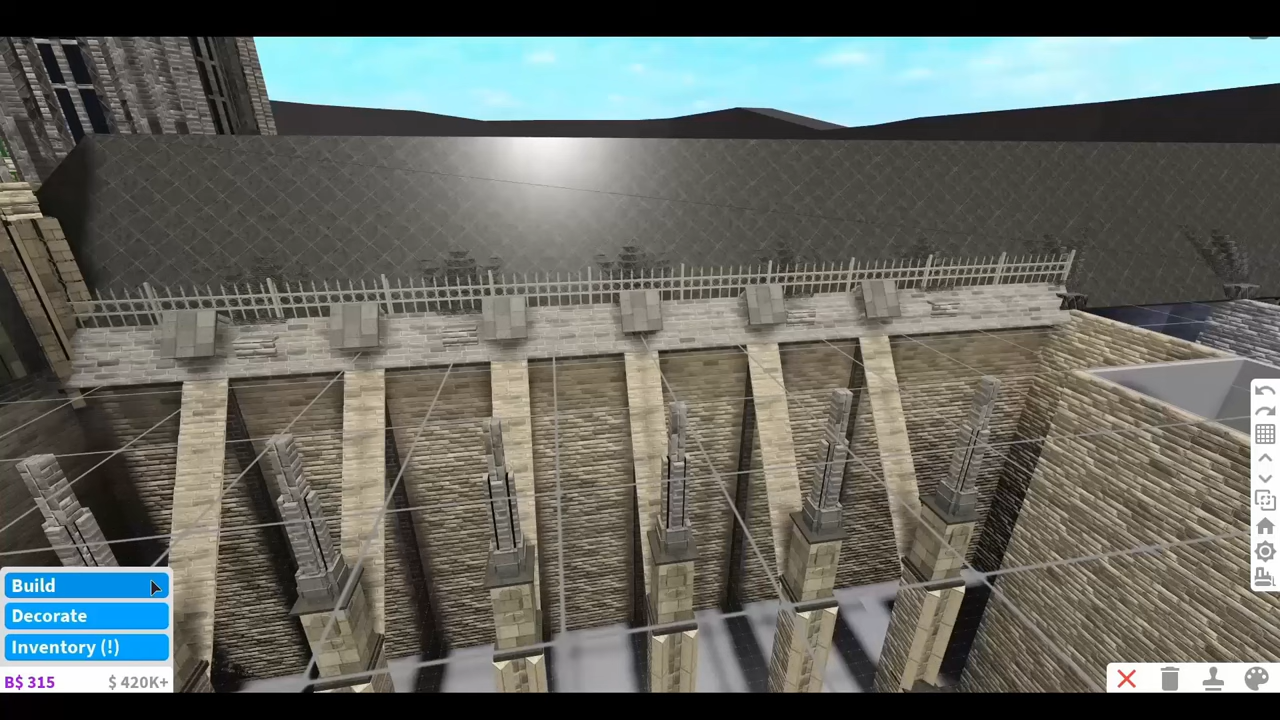 Build
Decorate
Inventory (!)
B$ 315 $ 420K+